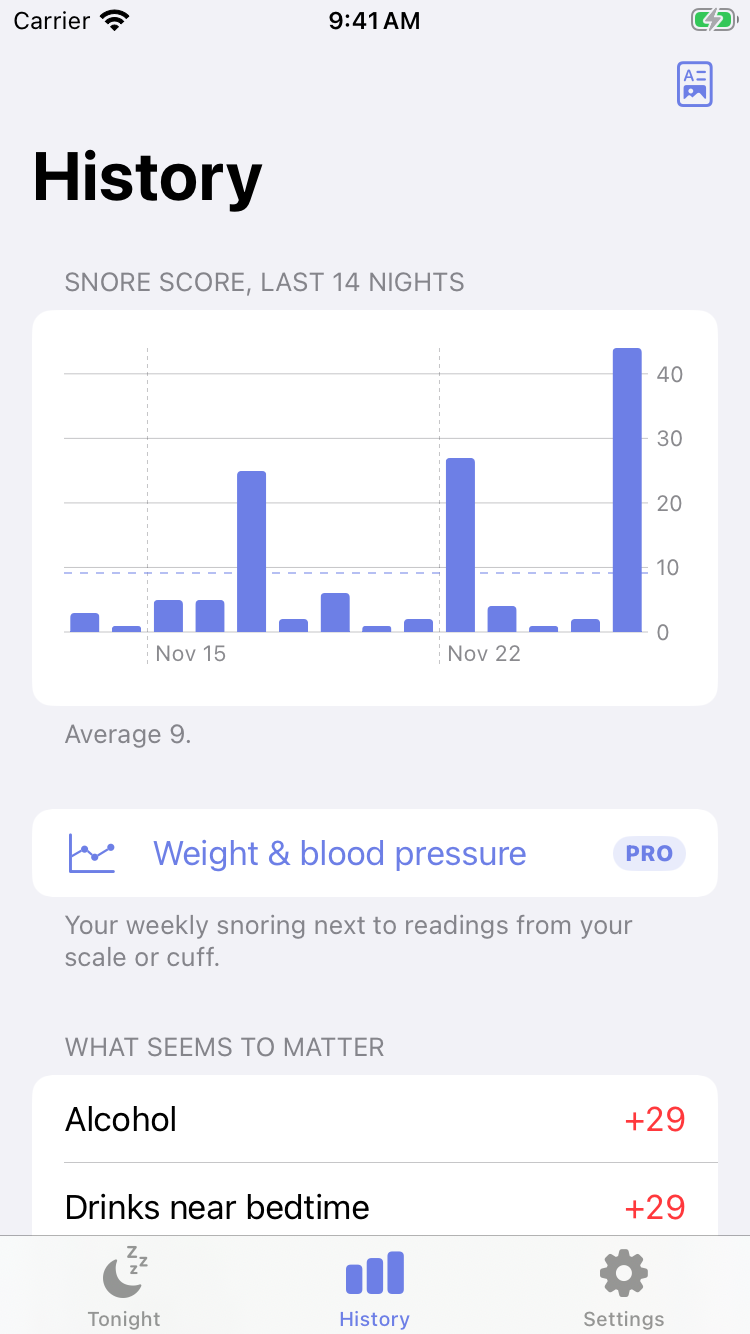 Carrier 9:41 AM
A
History
SNORE SCORE, LAST 14 NIGHTS
40
30
20
10
0
Nov 15 Nov 22
Average 9.
Weight & blood pressure PRO
Your weekly snoring next to readings from your
scale or cuff.
WHAT SEEMS TO MATTER
Alcohol +29
Drinks near bedtime +29
z z z
Tonight History Settings